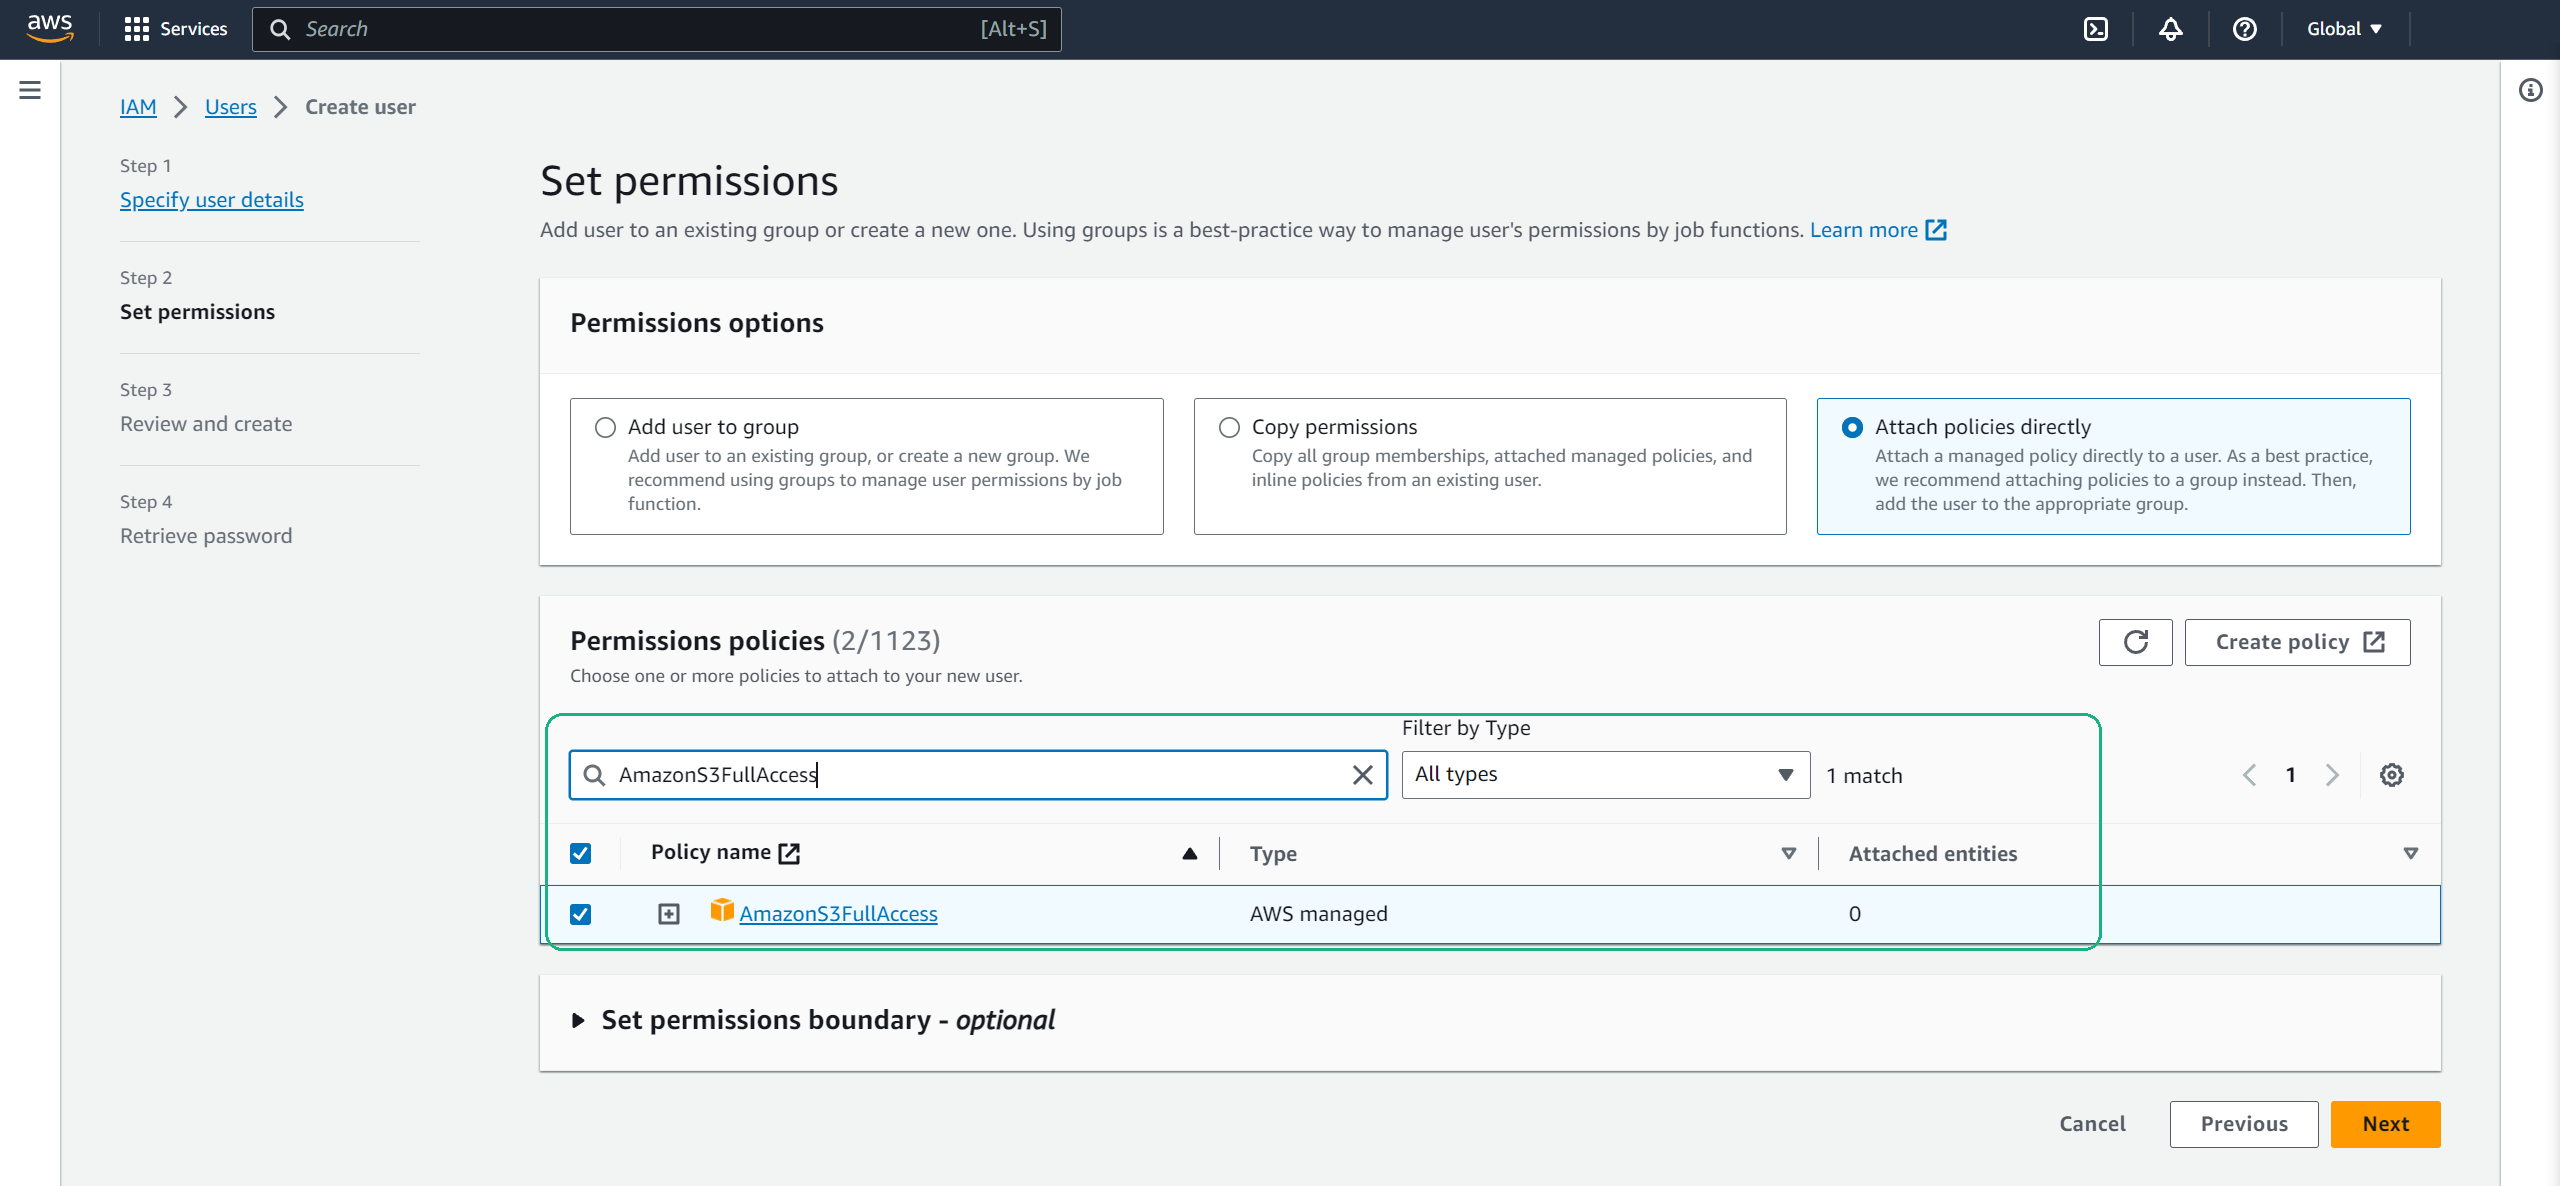 aws
Services
Search [Alt+S]
Global
IAM Users Create user
Step 1
Specify user details
Step 2
Set permissions
Step 3
Review and create
Step 4
Retrieve password
Set permissions
Add user to an existing group or create a new one. Using groups is a best-practice way to manage user's permissions by job functions. Learn more
Permissions options
Add user to group
Add user to an existing group, or create a new group. We
recommend using groups to manage user permissions by job
function.
Copy permissions
Copy all group memberships, attached managed policies, and
inline policies from an existing user.
Attach policies directly
Attach a managed policy directly to a user. As a best practice,
we recommend attaching policies to a group instead. Then,
add the user to the appropriate group.
Permissions policies (2/1123)
Choose one or more policies to attach to your new user.
Create policy
Filter by Type
AmazonS3FullAccess
All types
1 match
1
Policy name Type Attached entities
AmazonS3FullAccess AWS managed 0
Set permissions boundary - optional
Cancel Previous Next